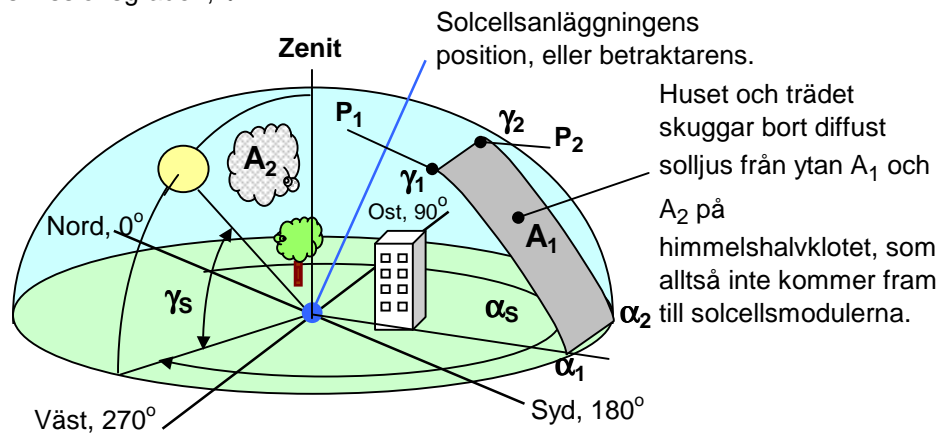 Solcellsanläggningens
position, eller betraktarens.
Zenit
Huset och trädet
skuggar bort diffust
solljus från ytan A₁ och
A₂ på
himmelshalvklotet, som
alltså inte kommer fram
till solcellsmodulerna.
P₁
γ₂
P₂
A₂
γ₁
Nord, 0°
Ost, 90°
A₁
γS
αS
α₂
α₁
Väst, 270°
Syd, 180°